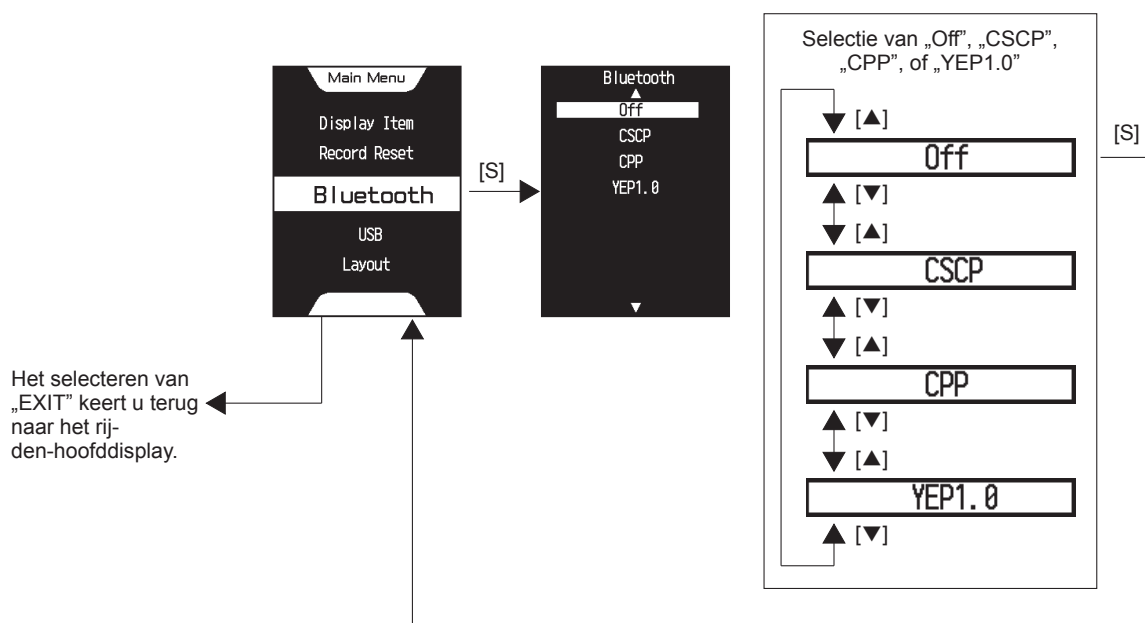 Main Menu
Display Item
Record Reset
Bluetooth
USB
Layout
[S]
Bluetooth
▲
Off
CSCP
CPP
YEP1.0
▼
Selectie van „Off”, „CSCP”,
„CPP”, of „YEP1.0”
[▲]
Off
[▼]
[▲]
CSCP
[▼]
[▲]
CPP
[▼]
[▲]
YEP1.0
[▼]
[S]
Het selecteren van
„EXIT” keert u terug
naar het rij-
den-hoofddisplay.